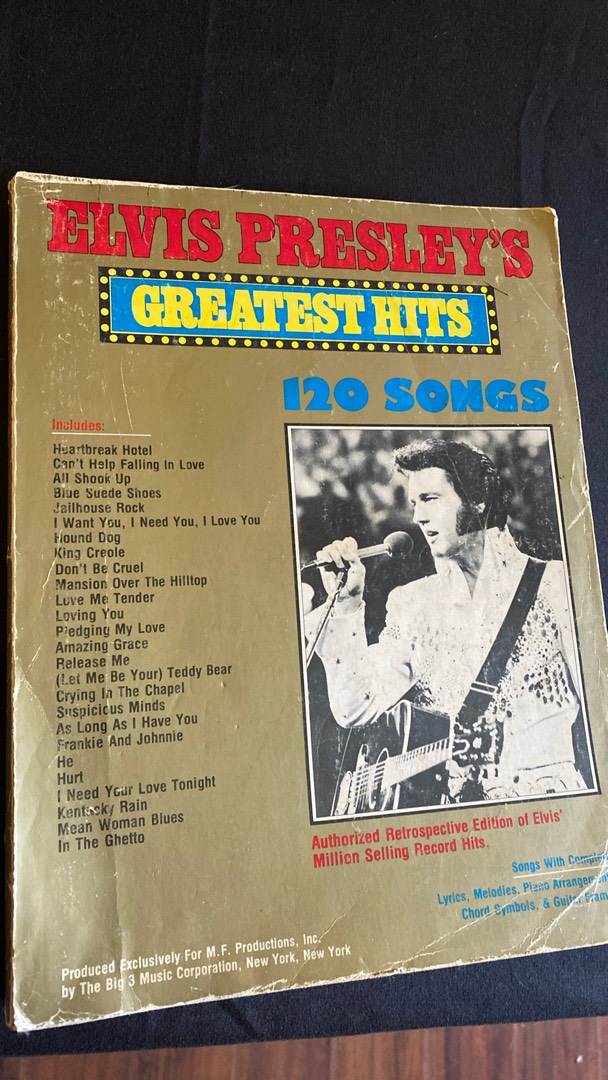 ELVIS PRESLEY'S
GREATEST HITS
120 SONGS
Includes:
Heartbreak Hotel
Can't Help Falling In Love
All Shook Up
Blue Suede Shoes
Jailhouse Rock
I Want You, I Need You, I Love You
Hound Dog
King Creole
Don't Be Cruel
Mansion Over The Hilltop
Love Me Tender
Loving You
Pledging My Love
Amazing Grace
Release Me
(Let Me Be Your) Teddy Bear
Crying In The Chapel
Suspicious Minds
As Long As I Have You
Frankie And Johnnie
He
Hurt
I Need Your Love Tonight
Kentucky Rain
Mean Woman Blues
In The Ghetto
Authorized Retrospective Edition of Elvis'
Million Selling Record Hits.
Songs With
Lyrics, Melodies, Piano
Chord Symbols, & Guitar
Produced Exclusively For M.F. Productions, Inc.
by The Big 3 Music Corporation, New York, New York